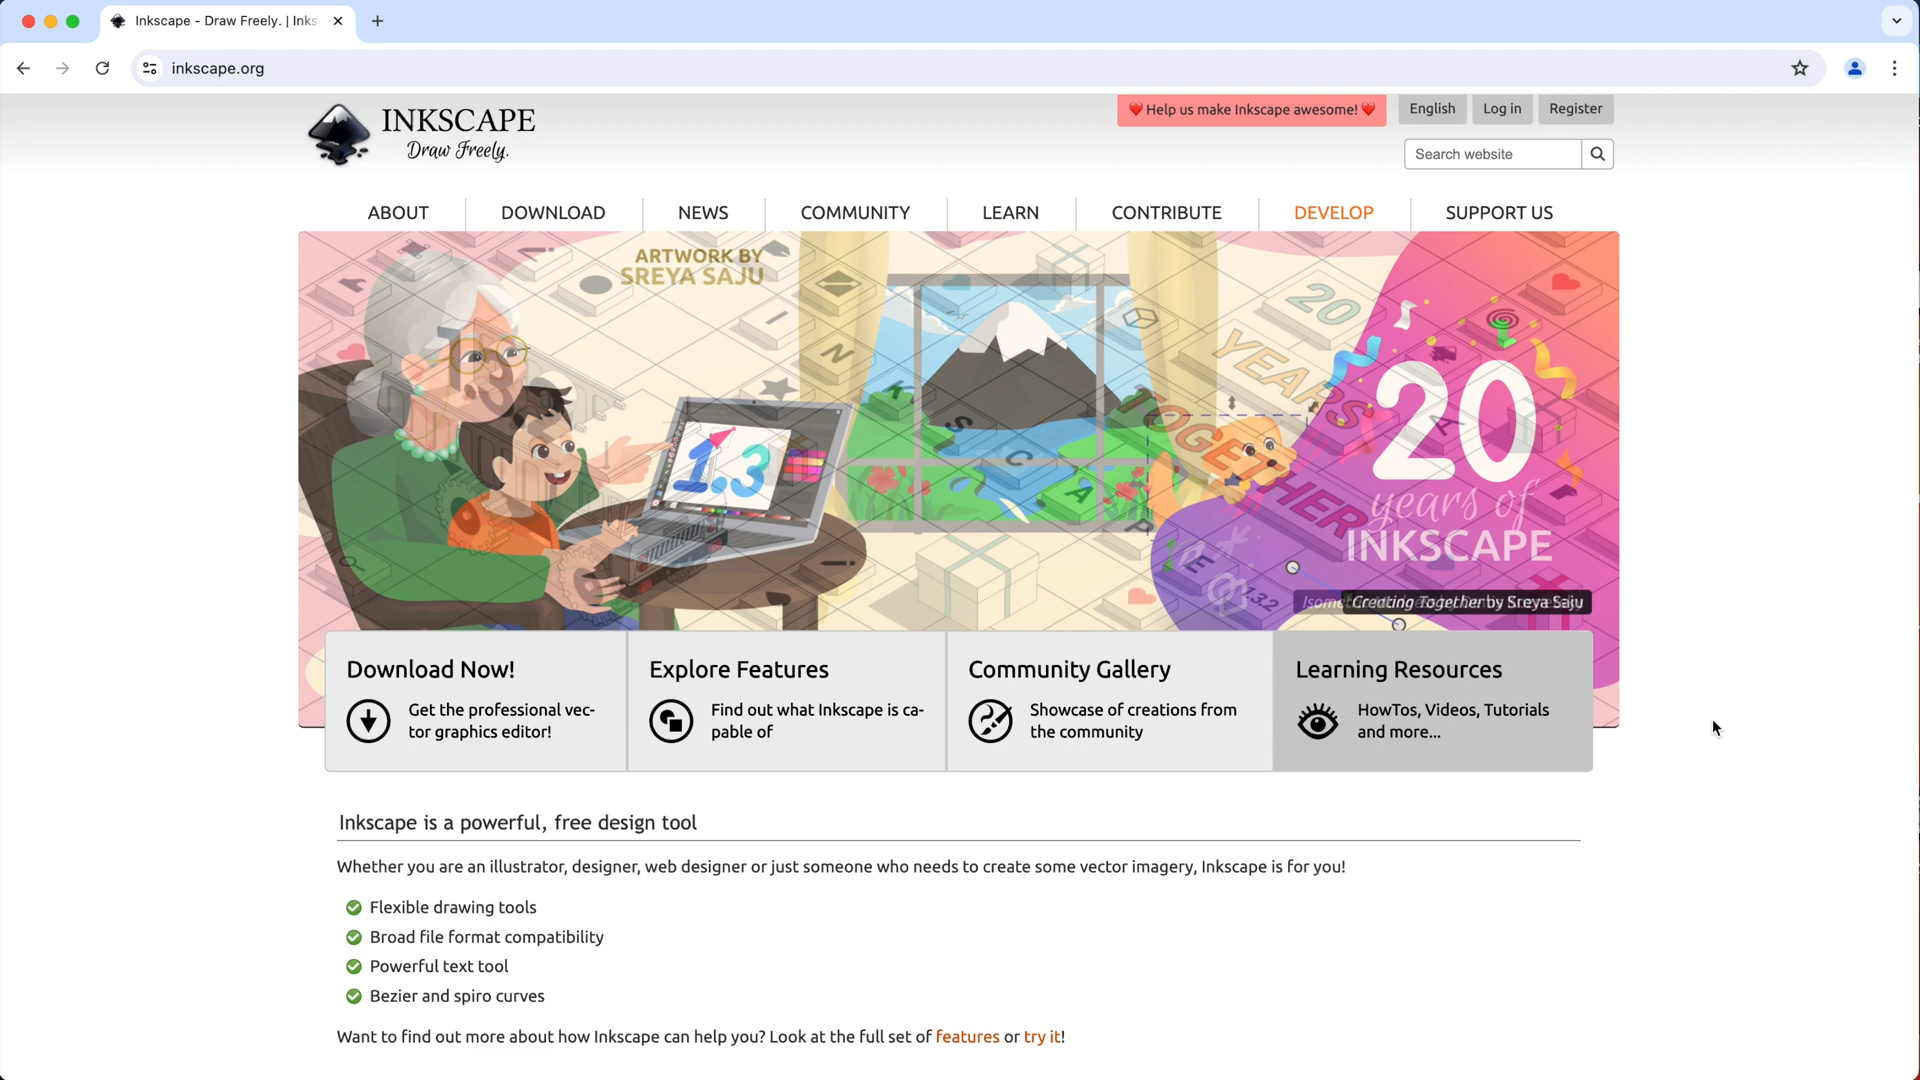 Inkscape - Draw Freely. | Inks
inkscape.org
INKSCAPE
Draw Freely.
Help us make Inkscape awesome!
English
Log in
Register
Search website
ABOUT
DOWNLOAD
NEWS
COMMUNITY
LEARN
CONTRIBUTE
DEVELOP
SUPPORT US
ARTWORK BY
SREYA SAJU
20
YEARS
TOGETHER
I
N
K
S
C
A
P
E
1.3
20
years of
INKSCAPE
Creating Together by Sreya Saju
Download Now!
Get the professional vec-
tor graphics editor!
Explore Features
Find out what Inkscape is ca-
pable of
Community Gallery
Showcase of creations from
the community
Learning Resources
HowTos, Videos, Tutorials
and more...
Inkscape is a powerful, free design tool
Whether you are an illustrator, designer, web designer or just someone who needs to create some vector imagery, Inkscape is for you!
Flexible drawing tools
Broad file format compatibility
Powerful text tool
Bezier and spiro curves
Want to find out more about how Inkscape can help you? Look at the full set of features or try it!